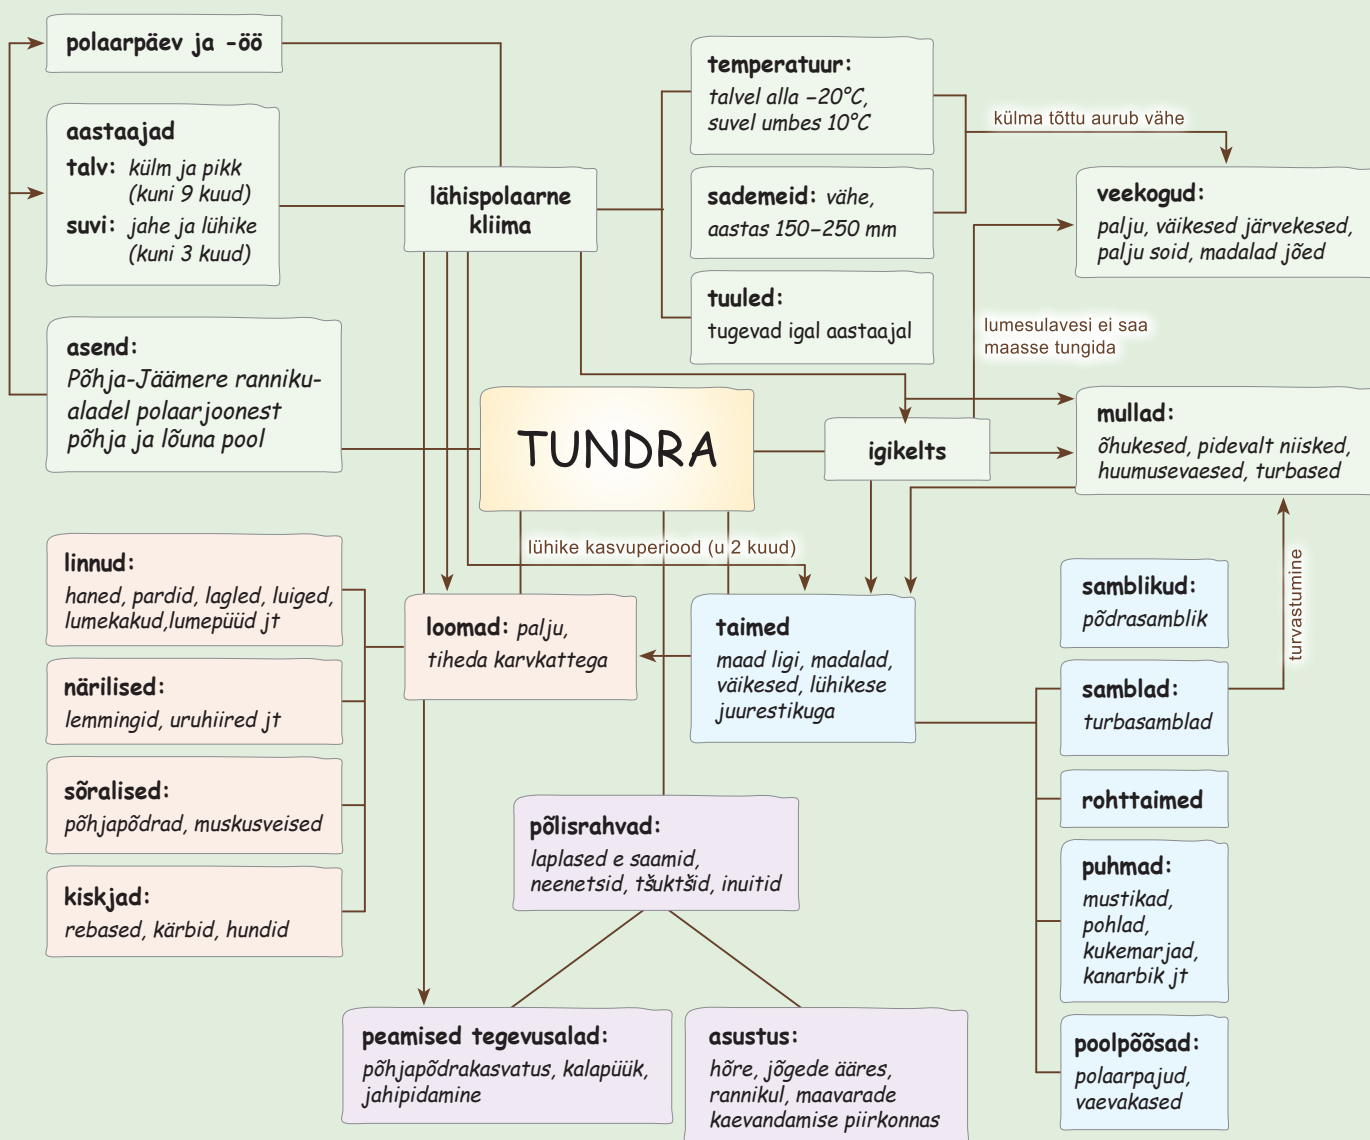 polaarpäev ja -öö
aastaajad
talv: külm ja pikk
(kuni 9 kuud)
suvi: jahe ja lühike
(kuni 3 kuud)
asend:
Põhja-Jäämere ranniku-
aladel polaarjoonest
põhja ja lõuna pool
lähispolaarne
kliima
temperatuur:
talvel alla –20°C,
suvel umbes 10°C
sademeid: vähe,
aastas 150–250 mm
tuuled:
tugevad igal aastaajal
külma tõttu aurub vähe
veekogud:
palju, väikesed järvekesed,
palju soid, madalad jõed
lumesulavesi ei saa
maasse tungida
TUNDRA
igikelts
mullad:
õhukesed, pidevalt niisked,
huumusevaesed, turbased
lühike kasvuperiood (u 2 kuud)
linnud:
haned, pardid, lagled, luiged,
lumekakud,lumepüüd jt
närilised:
lemmingid, uruhiired jt
sõralised:
põhjapõdrad, muskusveised
kiskjad:
rebased, kärbid, hundid
loomad: palju,
tiheda karvkattega
taimed
maad ligi, madalad,
väikesed, lühikese
juurestikuga
samblikud:
põdrasamblik
samblad:
turbasamblad
turvastumine
rohttaimed
puhmad:
mustikad,
pohlad,
kukemarjad,
kanarbik jt
poolpõõsad:
polaarpajud,
vaevakased
põlisrahvad:
laplased e saamid,
neenetsid, tšuktšid, inuitid
peamised tegevusalad:
põhjapõdrakasvatus, kalapüük,
jahipidamine
asustus:
hõre, jõgede ääres,
rannikul, maavarade
kaevandamise piirkonnas